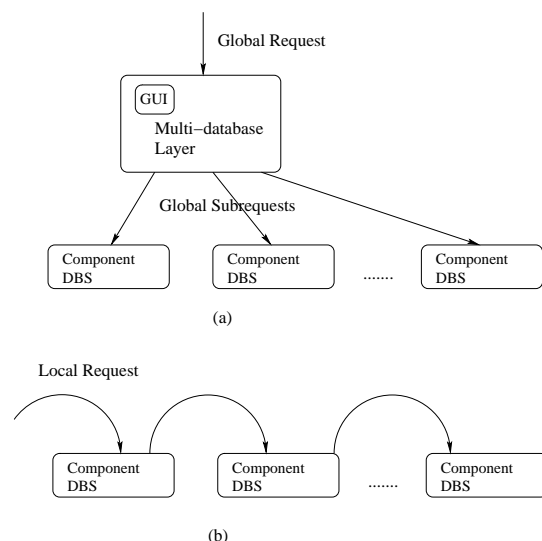 Global Request
GUI
Multi−database
Layer
Global Subrequests
Component
DBS
Component
DBS
.......
Component
DBS
(a)
Local Request
Component
DBS
Component
DBS
.......
Component
DBS
(b)